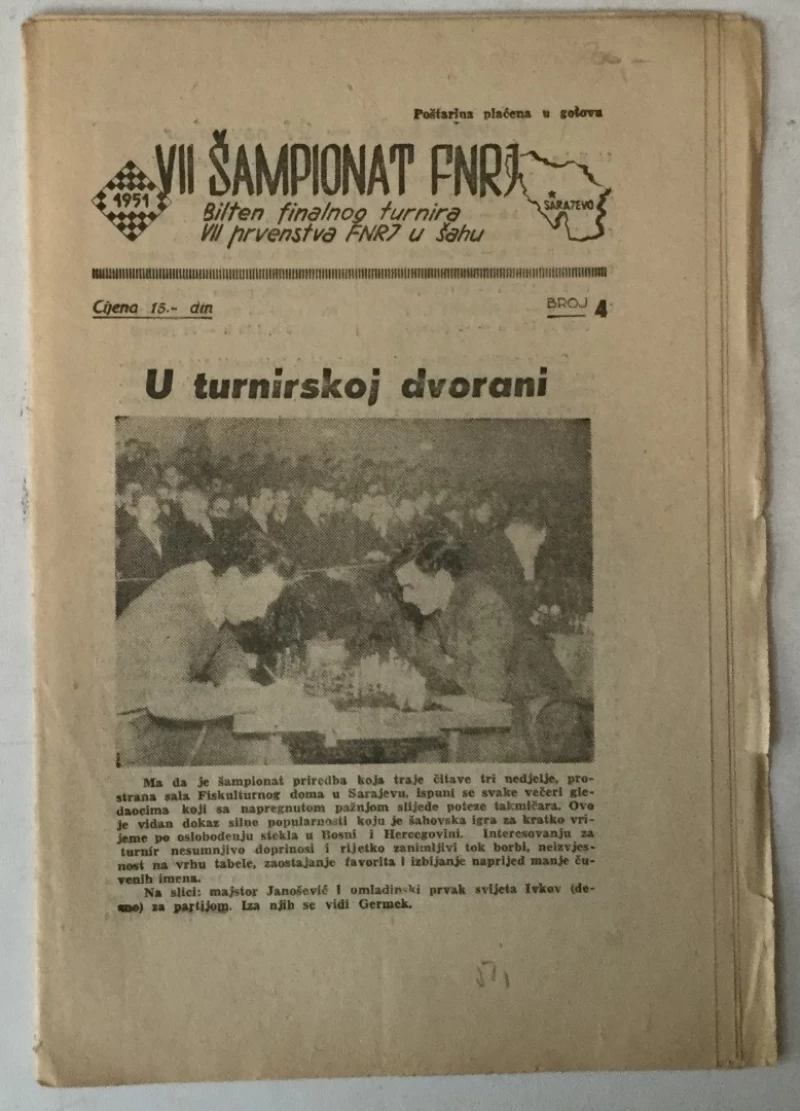 Poštarina plaćena u gotovu
1951
VII ŠAMPIONAT FNRJ
Bilten finalnog turnira
VII prvenstva FNRJ u šahu
SARAJEVO
Cijena 15.- din
BROJ 4
U turnirskoj dvorani
Ma da je šampionat priredba koja traje čitave tri nedjelje, pro-
strana sala Fiskulturnog doma u Sarajevu, ispuni se svake večeri gle-
daocima koji sa napregnutom pažnjom slijede poteze takmičara. Ovo
je vidan dokaz silne popularnosti koju je šahovska igra za kratko vri-
jeme po oslobođenju stekla u Bosni i Hercegovini. Interesovanju za
turnir nesumnjivo doprinosi i rijetko zanimljivi tok borbi, neizvjes-
nost na vrhu tabele, zaostajanje favorita i izbijanje naprijed manje ču-
venih imena.
Na slici: majstor Janošević i omladinski prvak svijeta Ivkov (de-
sno) za partijom. Iza njih se vidi Germek.